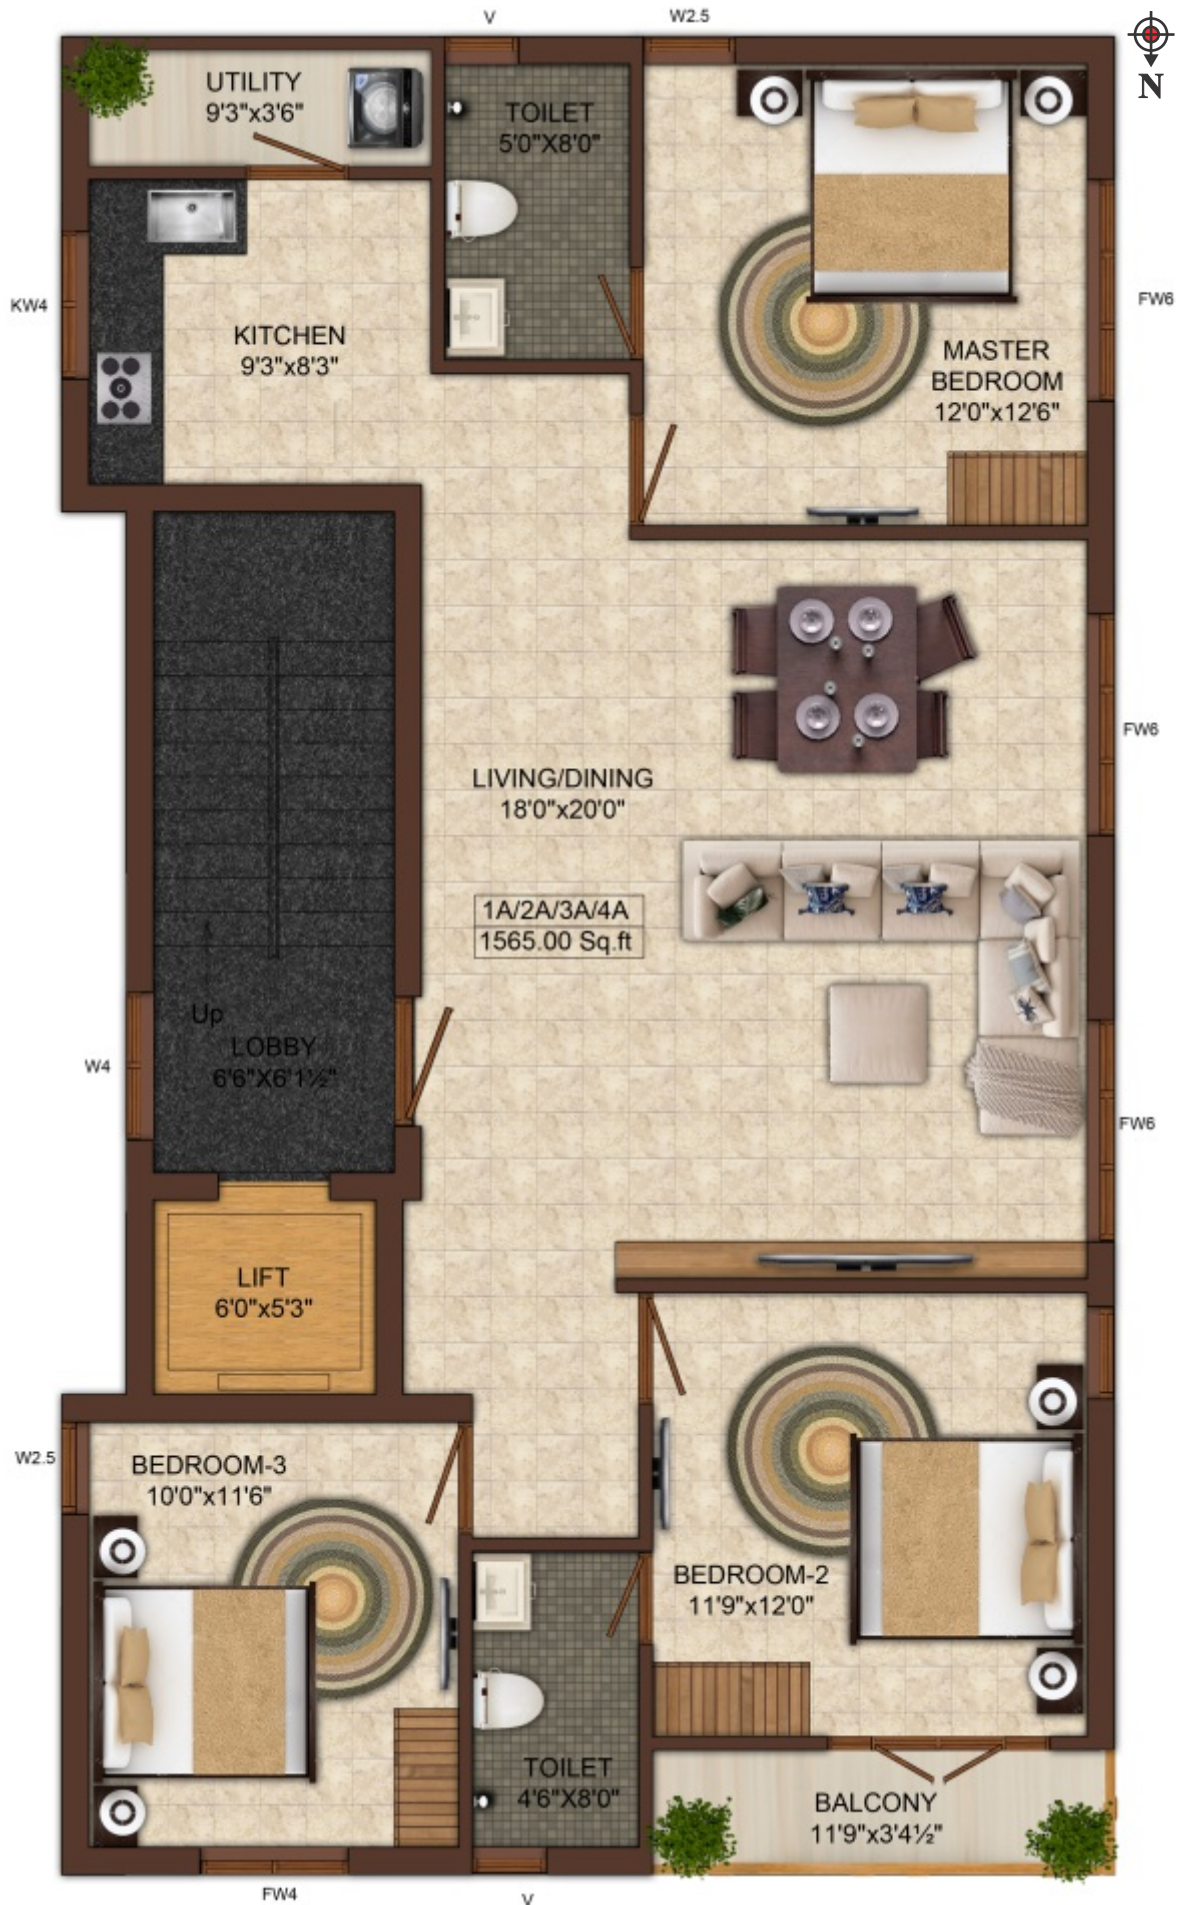 V
W2.5
N
UTILITY
9'3"x3'6"
TOILET
5'0"X8'0"
KW4
KITCHEN
9'3"x8'3"
FW6
MASTER
BEDROOM
12'0"x12'6"
FW6
LIVING/DINING
18'0"x20'0"
1A/2A/3A/4A
1565.00 Sq.ft
Up
LOBBY
6'6"X6'1½"
W4
FW6
LIFT
6'0"x5'3"
W2.5
BEDROOM-3
10'0"x11'6"
BEDROOM-2
11'9"x12'0"
TOILET
4'6"X8'0"
BALCONY
11'9"x3'4½"
FW4
V